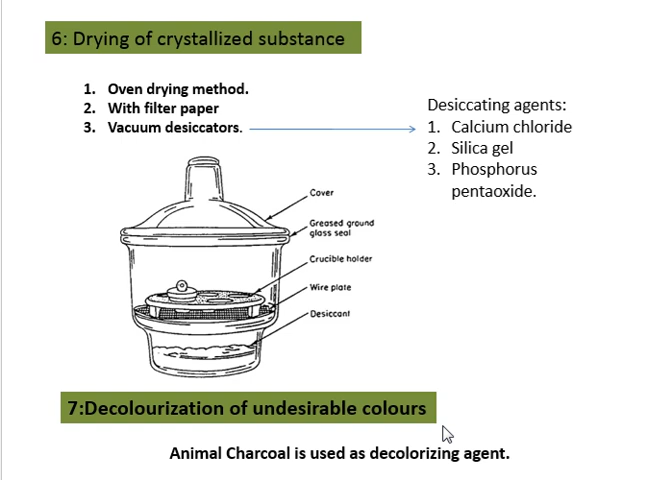 6: Drying of crystallized substance
1. Oven drying method.
2. With filter paper
3. Vacuum desiccators.
Desiccating agents:
1. Calcium chloride
2. Silica gel
3. Phosphorus
pentaoxide.
Cover
Greased ground
glass seal
Crucible holder
Wire plate
Desiccant
7:Decolourization of undesirable colours
Animal Charcoal is used as decolorizing agent.